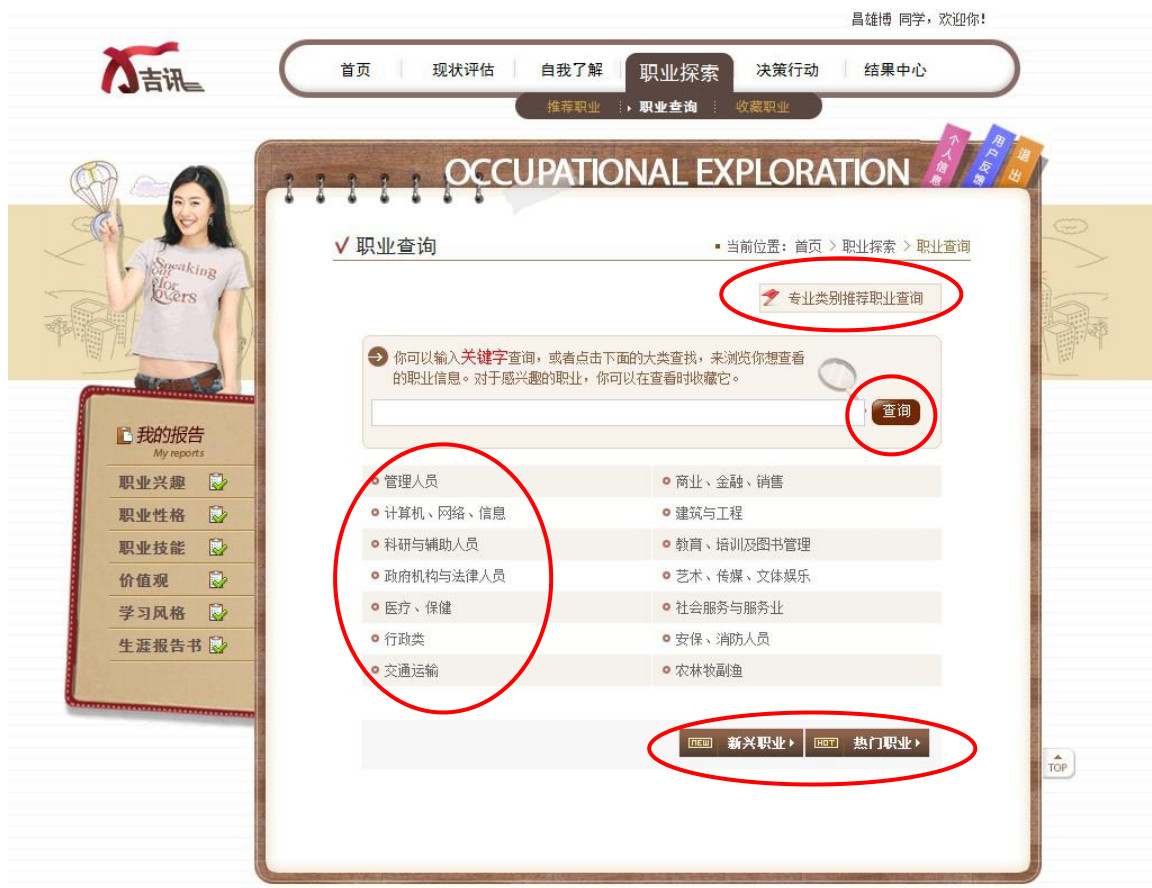 昌雄博 同学，欢迎你！
吉讯
首页 现状评估 自我了解 职业探索 决策行动 结果中心
推荐职业 职业查询 收藏职业
OCCUPATIONAL EXPLORATION
个人信息
用户反馈
退出
Speaking
out
for
Lovers
√ 职业查询
当前位置：首页 > 职业探索 > 职业查询
专业类别推荐职业查询
你可以输入关键字查询，或者点击下面的大类查找，来浏览你想查看
的职业信息。对于感兴趣的职业，你可以在查看时收藏它。
查询
我的报告
My reports
职业兴趣
职业性格
职业技能
价值观
学习风格
生涯报告书
管理人员 商业、金融、销售
计算机、网络、信息 建筑与工程
科研与辅助人员 教育、培训及图书管理
政府机构与法律人员 艺术、传媒、文体娱乐
医疗、保健 社会服务与服务业
行政类 安保、消防人员
交通运输 农林牧副渔
NEW 新兴职业 HOT 热门职业
TOP